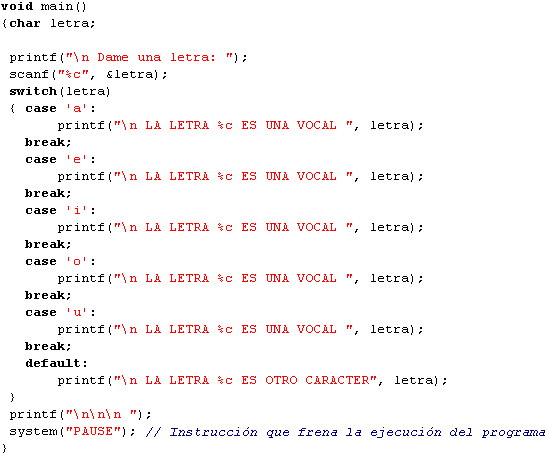 void main()
{char letra;
printf("\n Dame una letra: ");
scanf("%c", &letra);
switch(letra)
{ case 'a':
printf("\n LA LETRA %c ES UNA VOCAL ", letra);
break;
case 'e':
printf("\n LA LETRA %c ES UNA VOCAL ", letra);
break;
case 'i':
printf("\n LA LETRA %c ES UNA VOCAL ", letra);
break;
case 'o':
printf("\n LA LETRA %c ES UNA VOCAL ", letra);
break;
case 'u':
printf("\n LA LETRA %c ES UNA VOCAL ", letra);
break;
default:
printf("\n LA LETRA %c ES OTRO CARACTER", letra);
}
printf("\n\n\n ");
system("PAUSE"); // Instrucción que frena la ejecución del programa
}